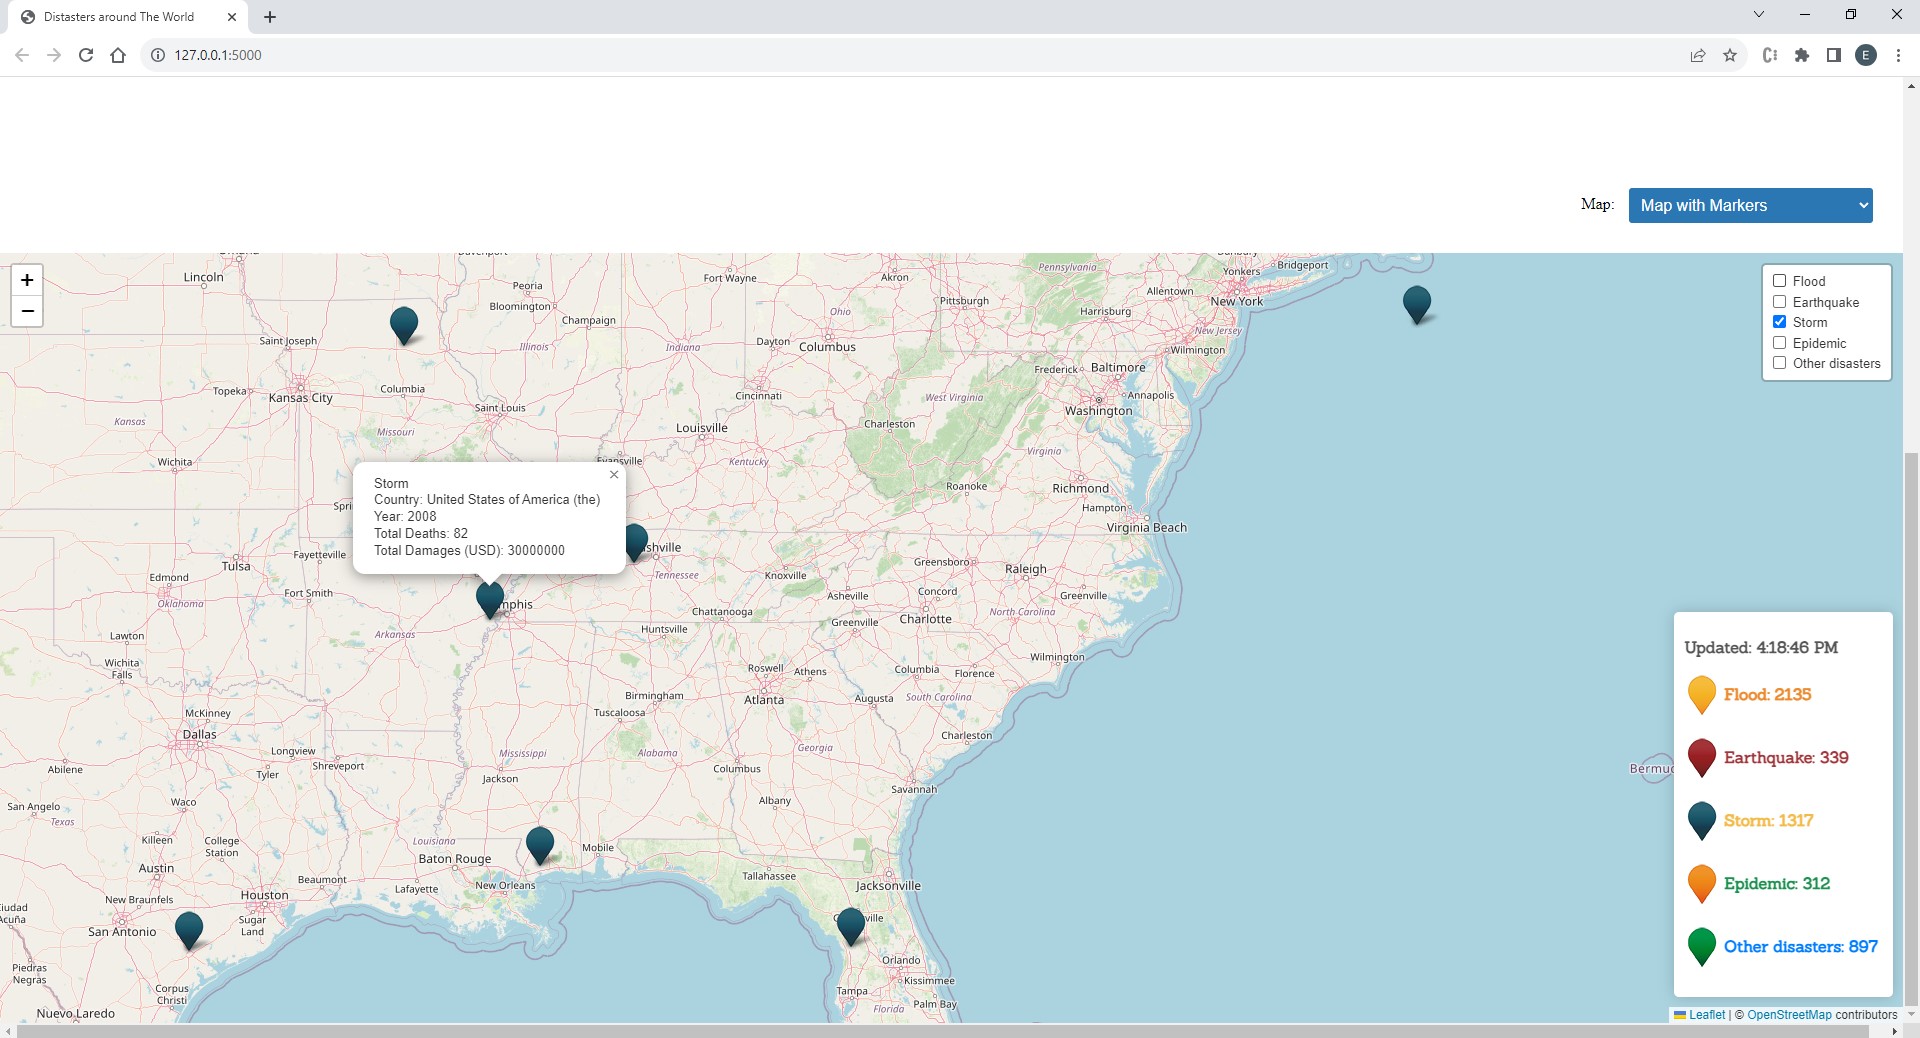 Distasters around The World
127.0.0.1:5000
E
Map: Map with Markers
+
−
Flood
Earthquake
Storm
Epidemic
Other disasters
Lincoln
Peoria
Bloomington
Champaign
Fort Wayne
Akron
Pennsylvania
Yonkers
Bridgeport
Allentown
New York
Pittsburgh
Harrisburg
New Jersey
Ohio
Saint Joseph
Illinois
Indiana
Dayton
Columbus
Wilmington
Columbia
Topeka
Kansas City
Frederick
Baltimore
Cincinnati
West Virginia
Annapolis
Washington
Saint Louis
Kansas
Missouri
Louisville
Charleston
Wichita
Evansville
Kentucky
Virginia
Roanoke
Richmond
Hampton
Virginia Beach
Storm
Country: United States of America (the)
Year: 2008
Total Deaths: 82
Total Damages (USD): 30000000
×
Spri
shville
Fayetteville
Tulsa
Edmond
Oklahoma
Fort Smith
mphis
Tennessee
Knoxville
Greensboro
Raleigh
Asheville
Concord
Greenville
Chattanooga
North Carolina
Lawton
Arkansas
Huntsville
Greenville
Charlotte
Wichita
Falls
Roswell
Athens
Columbia
Florence
Wilmington
Birmingham
Atlanta
Augusta
South Carolina
McKinney
Tuscaloosa
Dallas
Charleston
Longview
Shreveport
Mississippi
Alabama
Georgia
Abilene
Tyler
Jackson
Columbus
Savannah
San Angelo
Waco
Texas
Albany
Killeen
College
Station
Louisiana
Baton Rouge
Mobile
Austin
Beaumont
Lafayette
New Orleans
Tallahassee
Jacksonville
New Braunfels
Houston
ciudad
Acuña
San Antonio
Sugar
Land
ville
Piedras
Negras
Corpus
Christi
Orlando
Kissimmee
Tampa
Palm Bay
Florida
Nuevo Laredo
Bermu
Updated: 4:18:46 PM
Flood: 2135
Earthquake: 339
Storm: 1317
Epidemic: 312
Other disasters: 897
Leaflet | © OpenStreetMap contributors